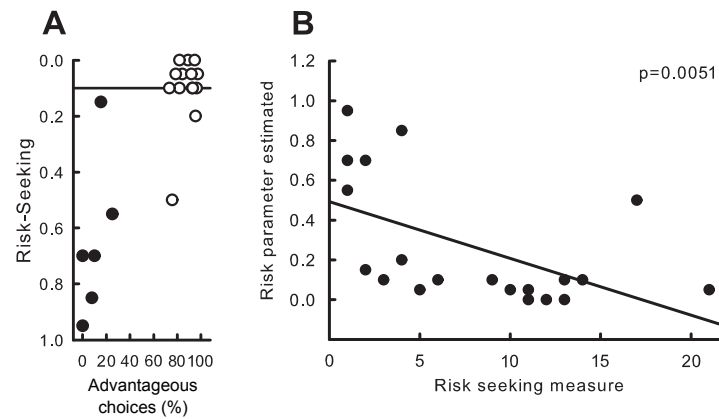 A
0.0
0.2
0.4
0.6
0.8
1.0
Risk-Seeking
0 20 40 60 80 100
Advantageous
choices (%)
B
p=0.0051
1.2
1.0
0.8
0.6
0.4
0.2
0.0
Risk parameter estimated
0 5 10 15 20
Risk seeking measure